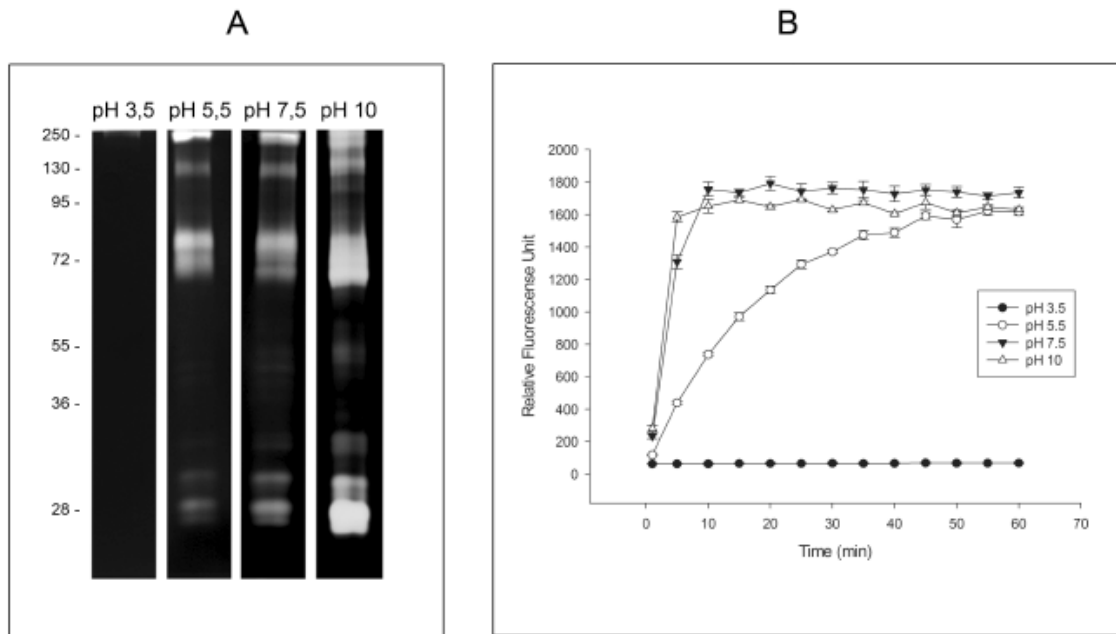 A
pH 3,5 pH 5,5 pH 7,5 pH 10
250 -
130 -
95 -
72 -
55 -
36 -
28 -
B
2000
1800
1600
1400
1200
1000
800
600
400
200
0
Relative Fluorescense Unit
pH 3.5
pH 5.5
pH 7.5
pH 10
0 10 20 30 40 50 60 70
Time (min)